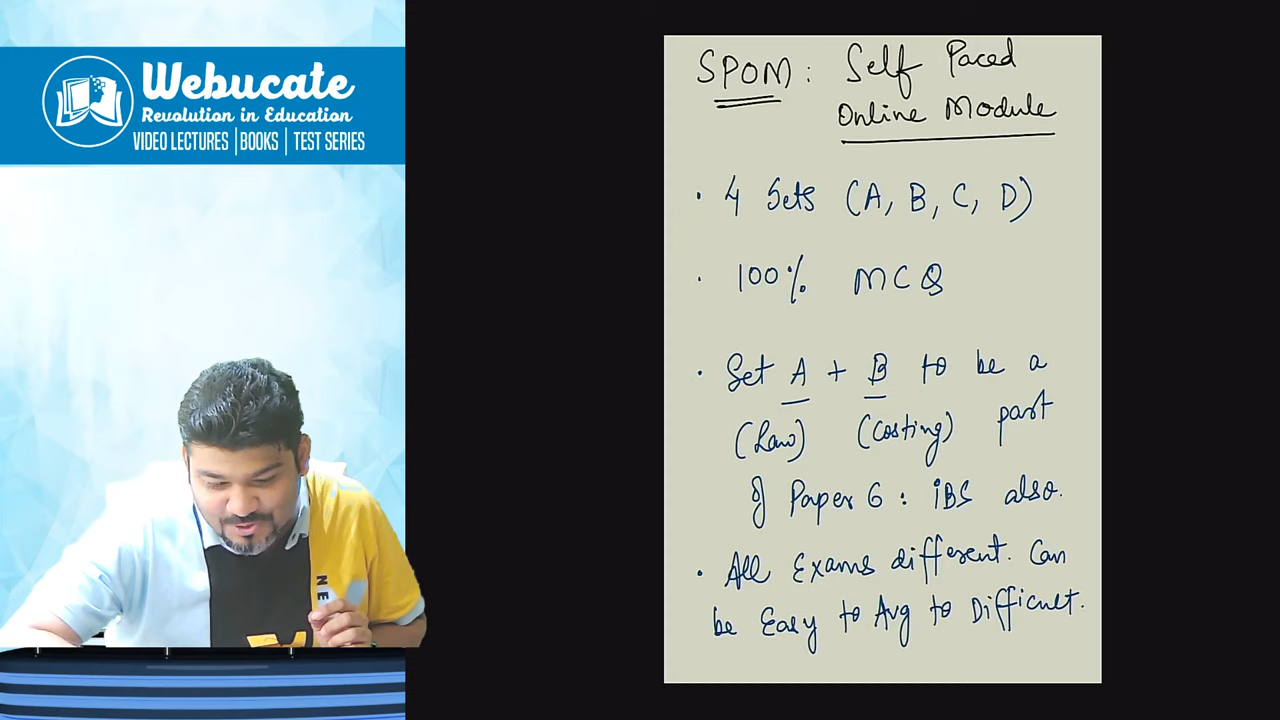 Webucate
Revolution in Education
VIDEO LECTURES | BOOKS | TEST SERIES
SPOM : Self Paced
Online Module
• 4 Sets (A, B, C, D)
• 100% MCQ
• Set A + B to be a
(Law) (Costing) part
of Paper 6 : IBS also.
• All Exams different. Can
be Easy to Avg to Difficult.